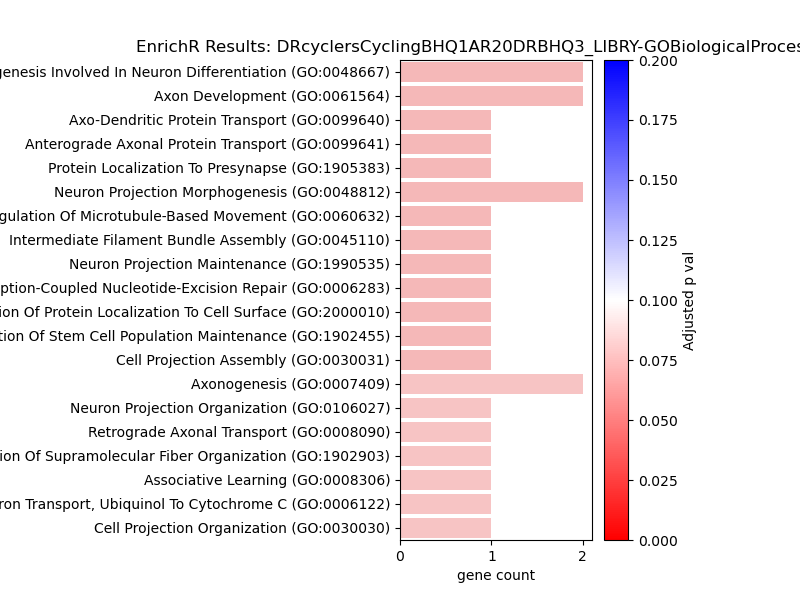 EnrichR Results: DRcyclersCyclingBHQ1AR20DRBHQ3_LIBRY-GOBiologicalProces
genesis Involved In Neuron Differentiation (GO:0048667)
Axon Development (GO:0061564)
Axo-Dendritic Protein Transport (GO:0099640)
Anterograde Axonal Protein Transport (GO:0099641)
Protein Localization To Presynapse (GO:1905383)
Neuron Projection Morphogenesis (GO:0048812)
gulation Of Microtubule-Based Movement (GO:0060632)
Intermediate Filament Bundle Assembly (GO:0045110)
Neuron Projection Maintenance (GO:1990535)
ption-Coupled Nucleotide-Excision Repair (GO:0006283)
ion Of Protein Localization To Cell Surface (GO:2000010)
tion Of Stem Cell Population Maintenance (GO:1902455)
Cell Projection Assembly (GO:0030031)
Axonogenesis (GO:0007409)
Neuron Projection Organization (GO:0106027)
Retrograde Axonal Transport (GO:0008090)
ion Of Supramolecular Fiber Organization (GO:1902903)
Associative Learning (GO:0008306)
ron Transport, Ubiquinol To Cytochrome C (GO:0006122)
Cell Projection Organization (GO:0030030)
0 1 2
gene count
0.200
0.175
0.150
0.125
0.100
0.075
0.050
0.025
0.000
Adjusted p val